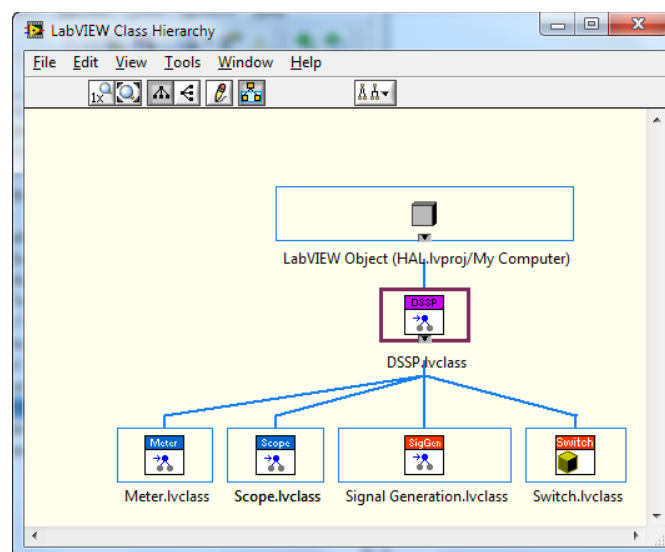 LabVIEW Class Hierarchy
File Edit View Tools Window Help
1x
LabVIEW Object (HAL.lvproj/My Computer)
DSSP
DSSP.lvclass
Meter Scope SigGen Switch
Meter.lvclass Scope.lvclass Signal Generation.lvclass Switch.lvclass